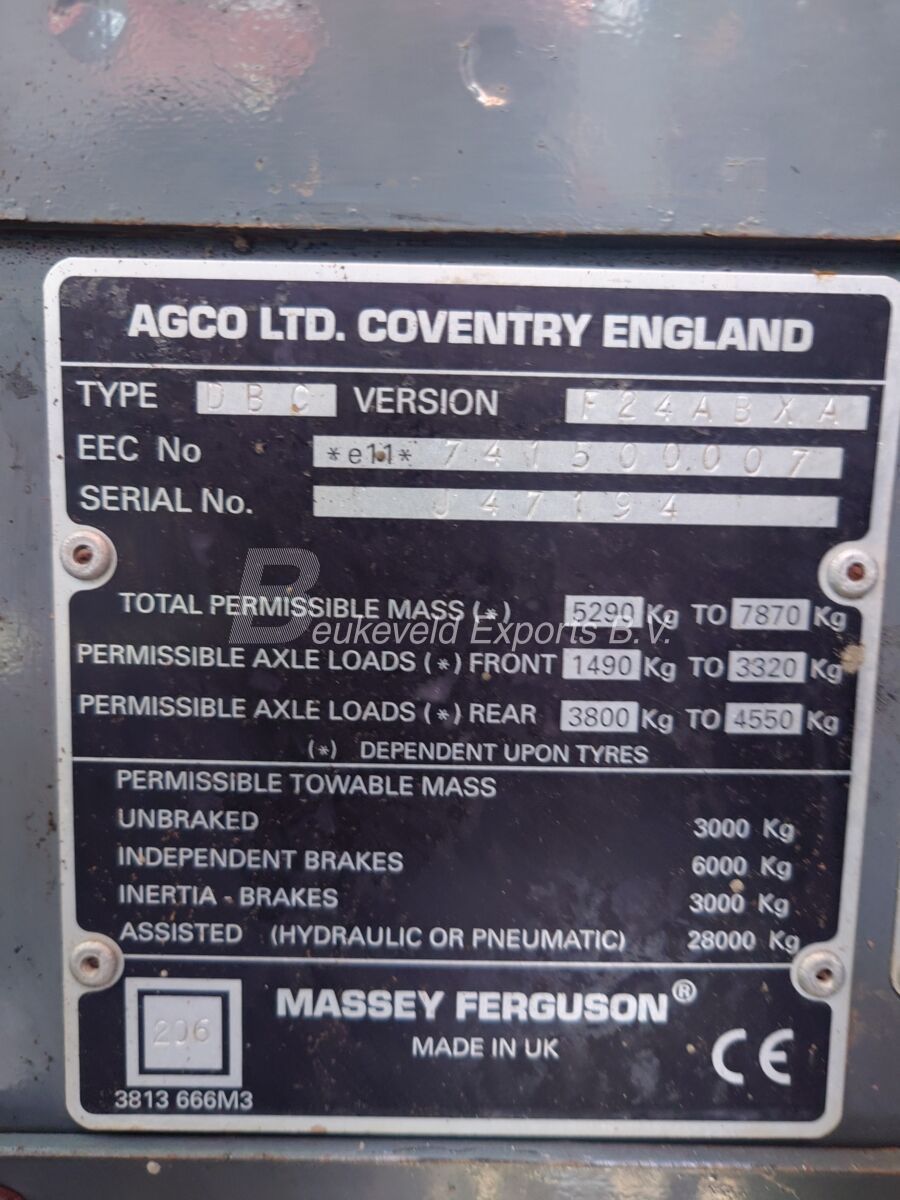 AGCO LTD. COVENTRY ENGLAND
TYPE DBC VERSION F24ABXA
EEC No *e11* 741500.007
SERIAL No. J47194
TOTAL PERMISSIBLE MASS (*) 5290 Kg TO 7870 Kg
Beukeveld Exports B.V.
PERMISSIBLE AXLE LOADS (*) FRONT 1490 Kg TO 3320 Kg
PERMISSIBLE AXLE LOADS (*) REAR 3800 Kg TO 4550 Kg
(*) DEPENDENT UPON TYRES
PERMISSIBLE TOWABLE MASS
UNBRAKED 3000 Kg
INDEPENDENT BRAKES 6000 Kg
INERTIA - BRAKES 3000 Kg
ASSISTED (HYDRAULIC OR PNEUMATIC) 28000 Kg
206
MASSEY FERGUSON®
MADE IN UK
CE
3813 666M3